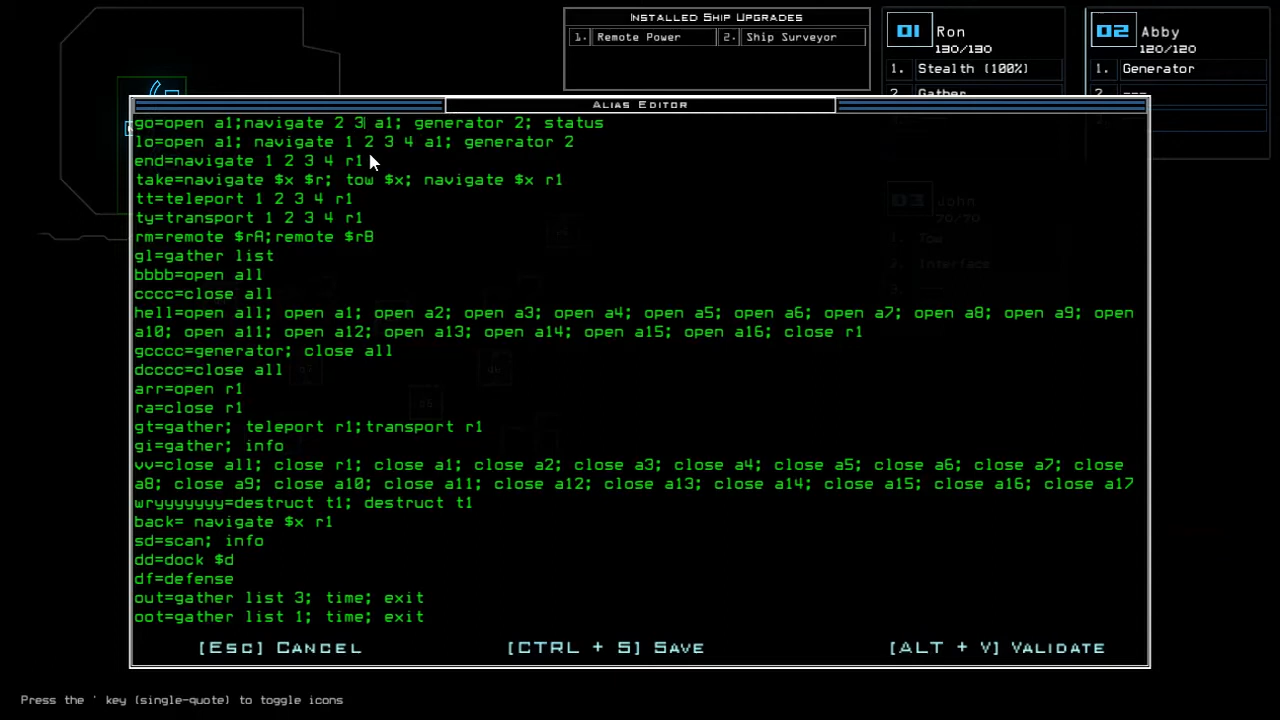 Installed Ship Upgrades
1. Remote Power 2. Ship Surveyor
01 Ron
130/130
1. Stealth (100%)
2. Gather
02 Abby
120/120
1. Generator
2. ---
03 John
70/70
1. Tow
2. Interface
3.
Alias Editor
go=open a1;navigate 2 3 a1; generator 2; status
lo=open a1; navigate 1 2 3 4 a1; generator 2
end=navigate 1 2 3 4 r1
take=navigate $x $r; tow $x; navigate $x r1
tt=teleport 1 2 3 4 r1
ty=transport 1 2 3 4 r1
rm=remote $rA;remote $rB
gl=gather list
bbbb=open all
cccc=close all
hell=open all; open a1; open a2; open a3; open a4; open a5; open a6; open a7; open a8; open a9; open
a10; open a11; open a12; open a13; open a14; open a15; open a16; close r1
gcccc=generator; close all
dcccc=close all
arr=open r1
ra=close r1
gt=gather; teleport r1;transport r1
gi=gather; info
vv=close all; close r1; close a1; close a2; close a3; close a4; close a5; close a6; close a7; close
a8; close a9; close a10; close a11; close a12; close a13; close a14; close a15; close a16; close a17
wryyyyyyy=destruct t1; destruct t1
back= navigate $x r1
sd=scan; info
dd=dock $d
df=defense
out=gather list 3; time; exit
oot=gather list 1; time; exit
[Esc] Cancel [CTRL + S] Save [ALT + V] Validate
Press the ' key (single-quote) to toggle icons